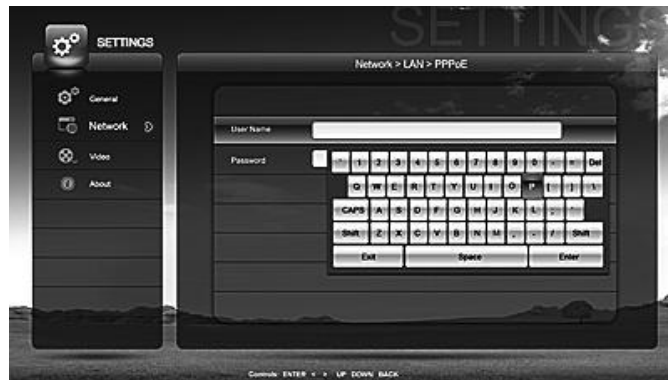 SETTINGS
SETTINGS
Network > LAN > PPPoE
General
Network
Video
About
User Name
Password
` 1 2 3 4 5 6 7 8 9 0 - = Del
Q W E R T Y U I O P [ ] \
CAPS A S D F G H J K L ; '
Shift Z X C V B N M , . / Shift
Exit Space Enter
Controls: ENTER < > UP DOWN BACK